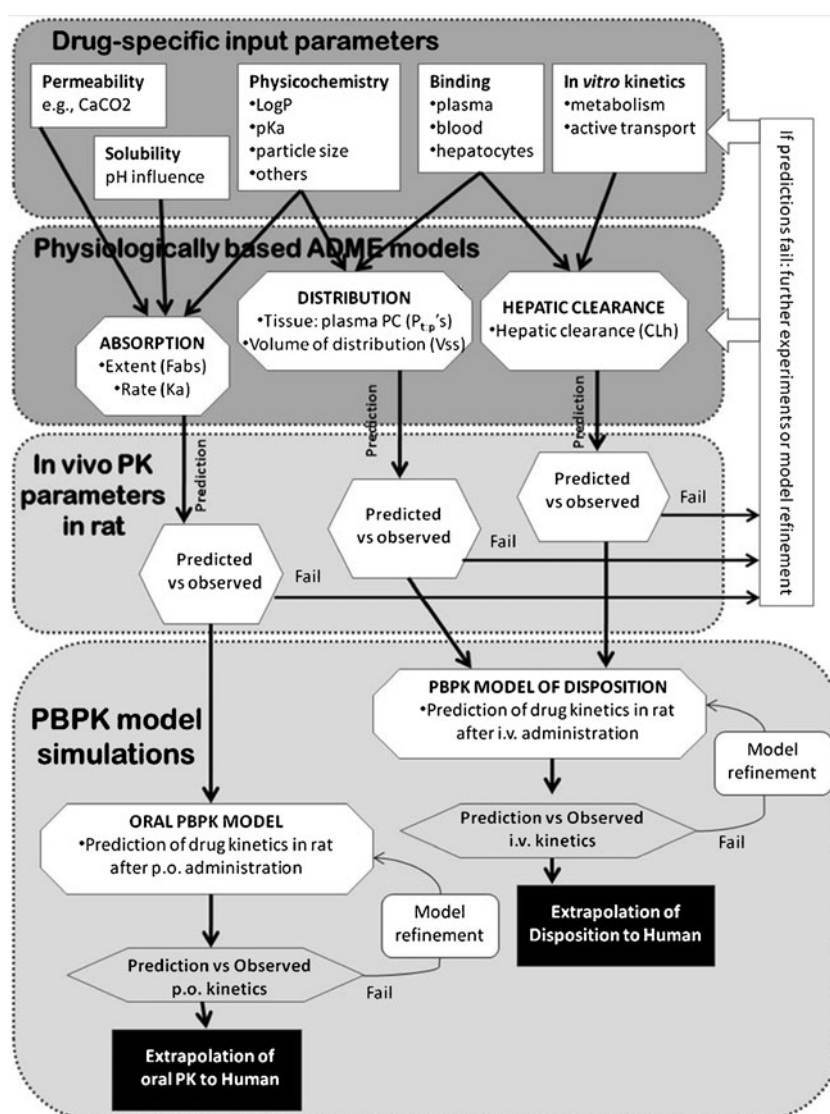 Drug-specific input parameters
Permeability
e.g., CaCO2
Solubility
pH influence
Physicochemistry
•LogP
•pKa
•particle size
•others
Binding
•plasma
•blood
•hepatocytes
In vitro kinetics
•metabolism
•active transport
If predictions fail: further experiments or model refinement
Physiologically based ADME models
ABSORPTION
•Extent (Fabs)
•Rate (Ka)
DISTRIBUTION
•Tissue: plasma PC (Pt:p's)
•Volume of distribution (Vss)
HEPATIC CLEARANCE
•Hepatic clearance (CLh)
Prediction
Prediction
Prediction
In vivo PK
parameters
in rat
Predicted
vs observed
Fail
Predicted
vs observed
Fail
Predicted
vs observed
Fail
PBPK model
simulations
PBPK MODEL OF DISPOSITION
•Prediction of drug kinetics in rat
after i.v. administration
Model
refinement
Prediction vs Observed
i.v. kinetics
Fail
Extrapolation of
Disposition to Human
ORAL PBPK MODEL
•Prediction of drug kinetics in rat
after p.o. administration
Model
refinement
Prediction vs Observed
p.o. kinetics
Fail
Extrapolation of
oral PK to Human